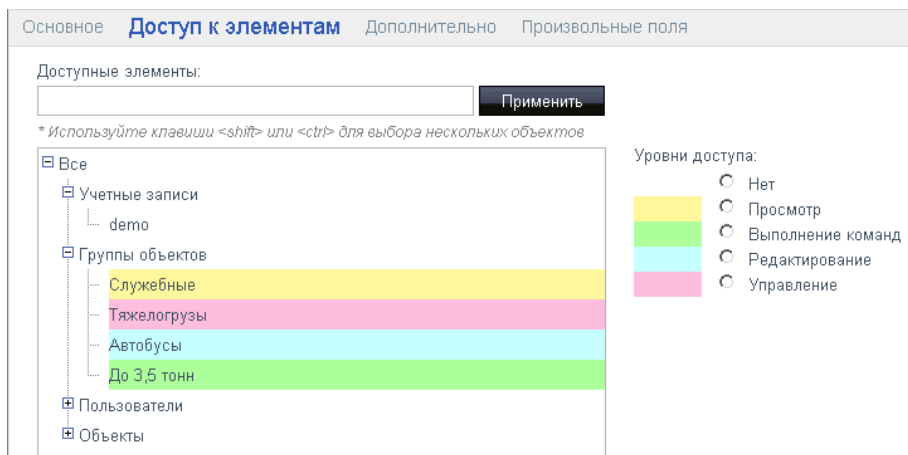 Основное Доступ к элементам Дополнительно Произвольные поля
Доступные элементы:
Применить
* Используйте клавиши <shift> или <ctrl> для выбора нескольких объектов
Все
Учетные записи
demo
Группы объектов
Служебные
Тяжелогрузы
Автобусы
До 3,5 тонн
Пользователи
Объекты
Уровни доступа:
Нет
Просмотр
Выполнение команд
Редактирование
Управление